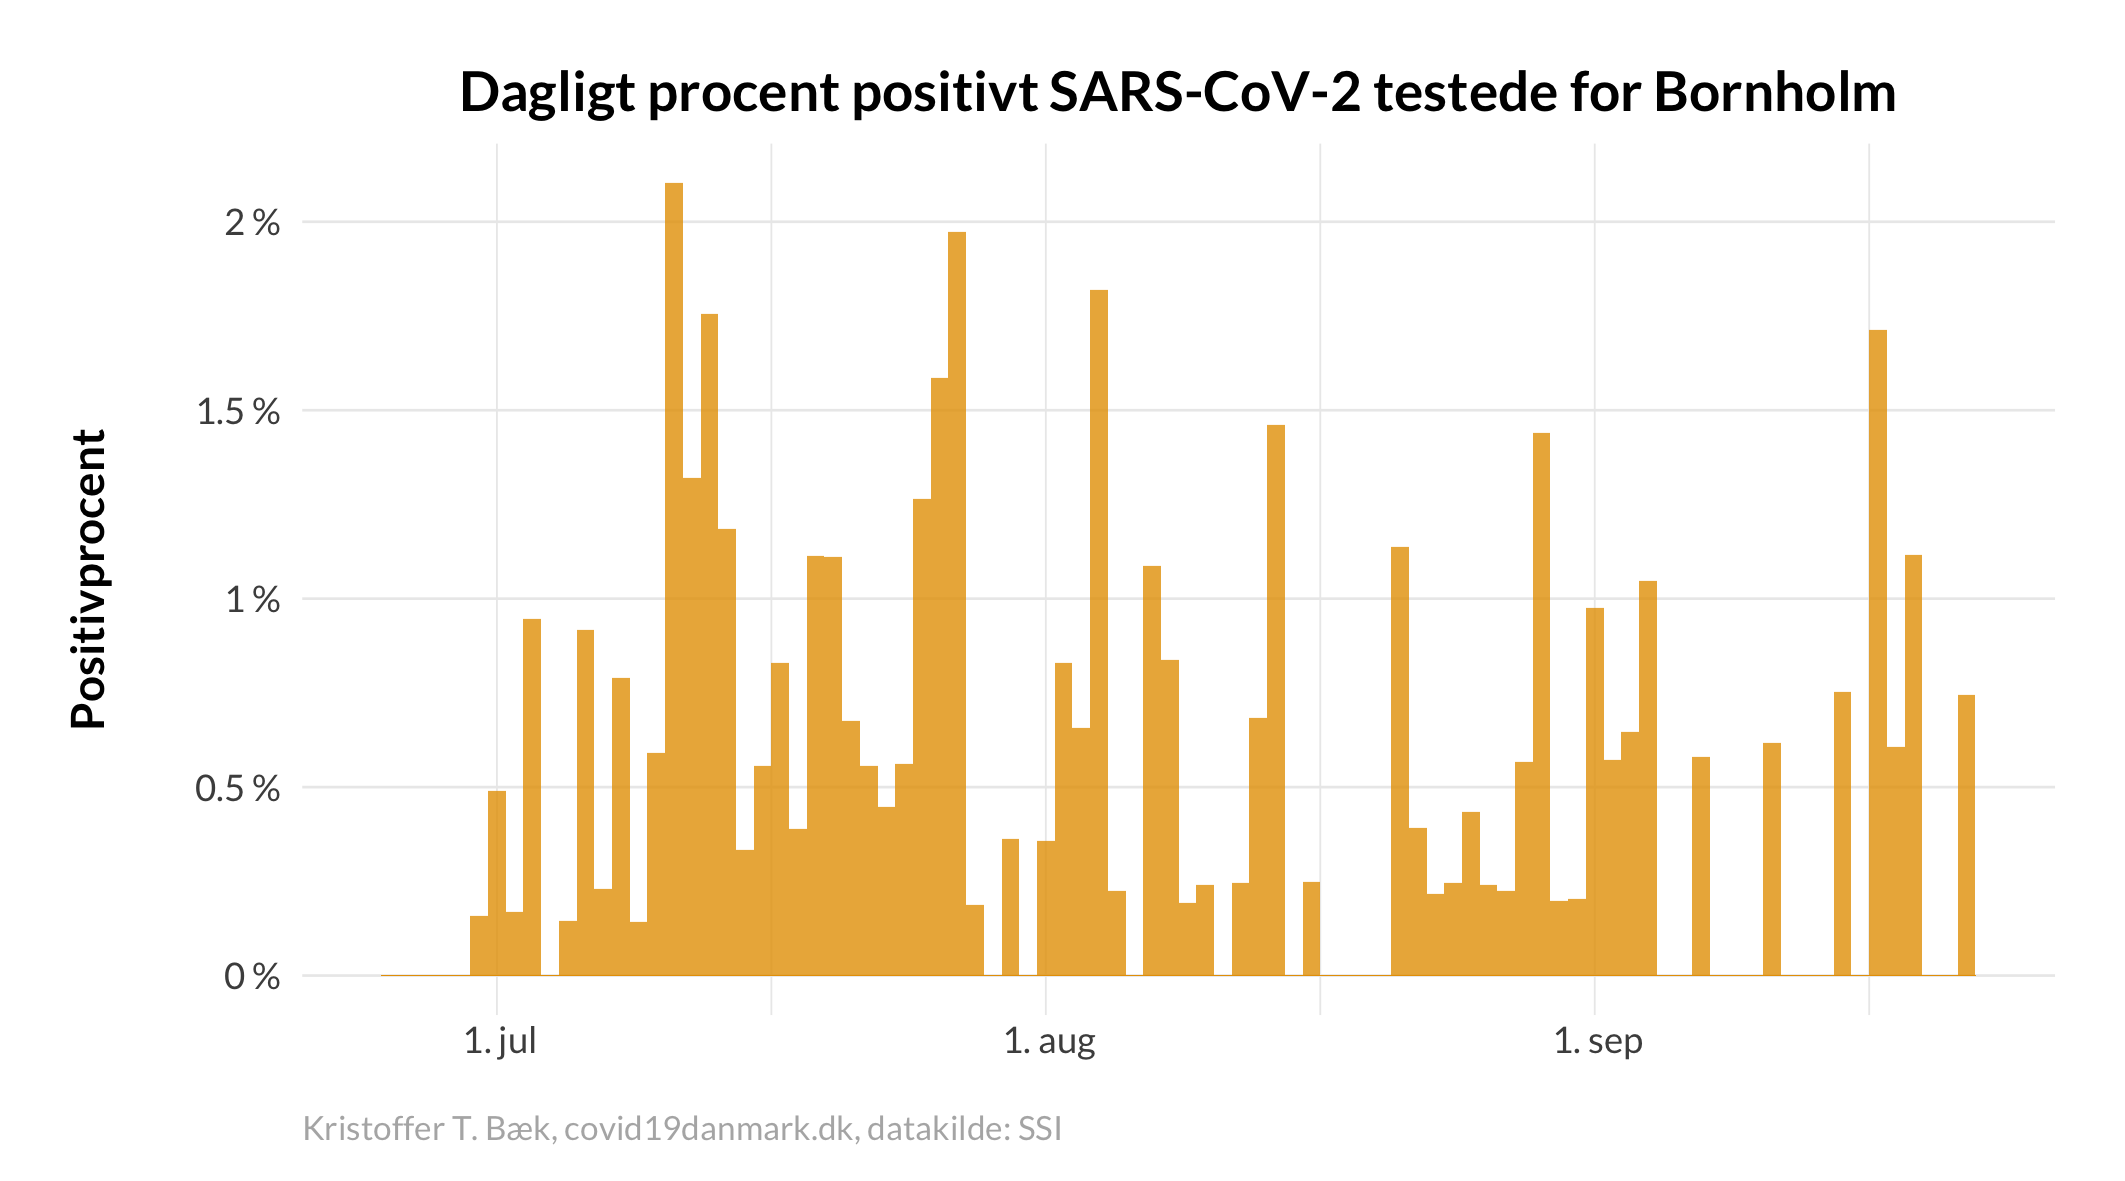 Dagligt procent positivt SARS-CoV-2 testede for Bornholm
Positivprocent
2 %
1.5 %
1 %
0.5 %
0 %
1. jul
1. aug
1. sep
Kristoffer T. Bæk, covid19danmark.dk, datakilde: SSI